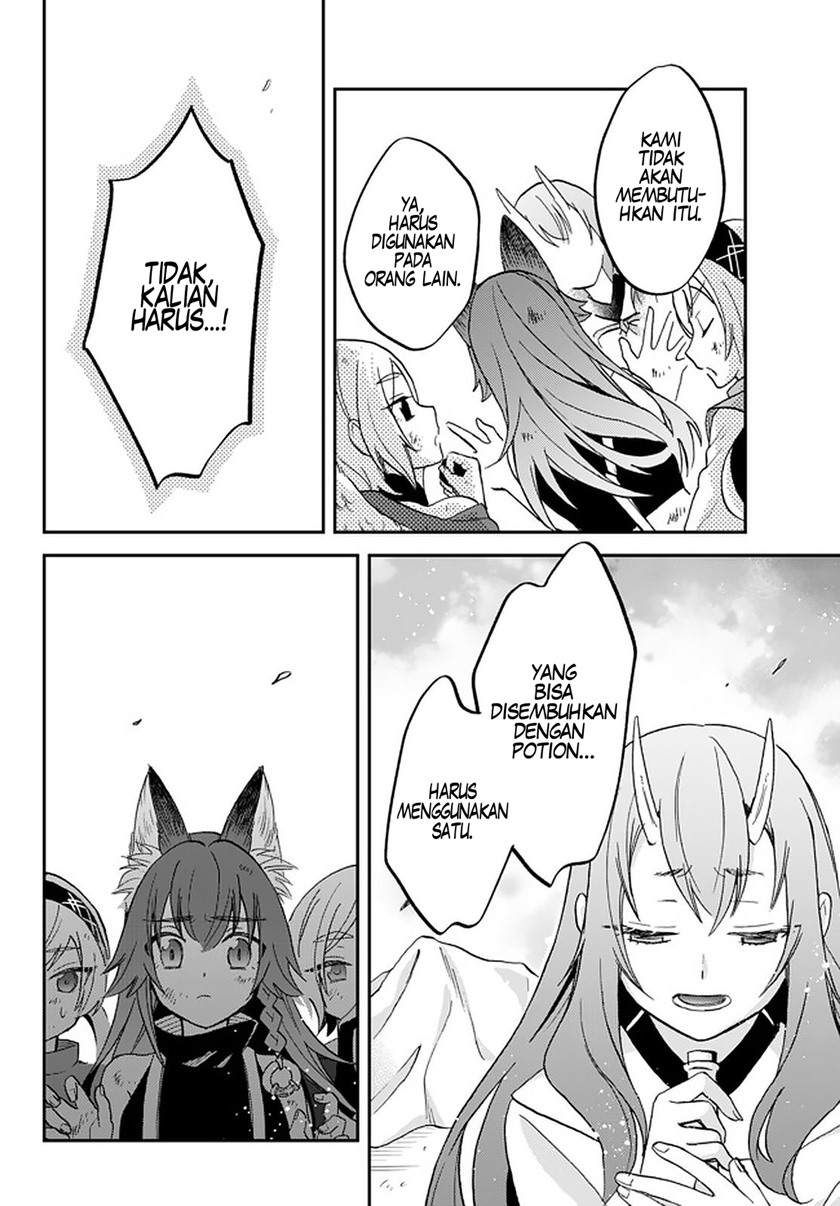 KAMI
TIDAK
AKAN
MEMBUTU-
HKAN ITU.
YA,
HARUS
DIGUNAKAN
PADA
ORANG LAIN.
TIDAK,
KALIAN
HARUS...!
YANG
BISA
DISEMBUHKAN
DENGAN
POTION...
HARUS
MENGGUNAKAN
SATU.